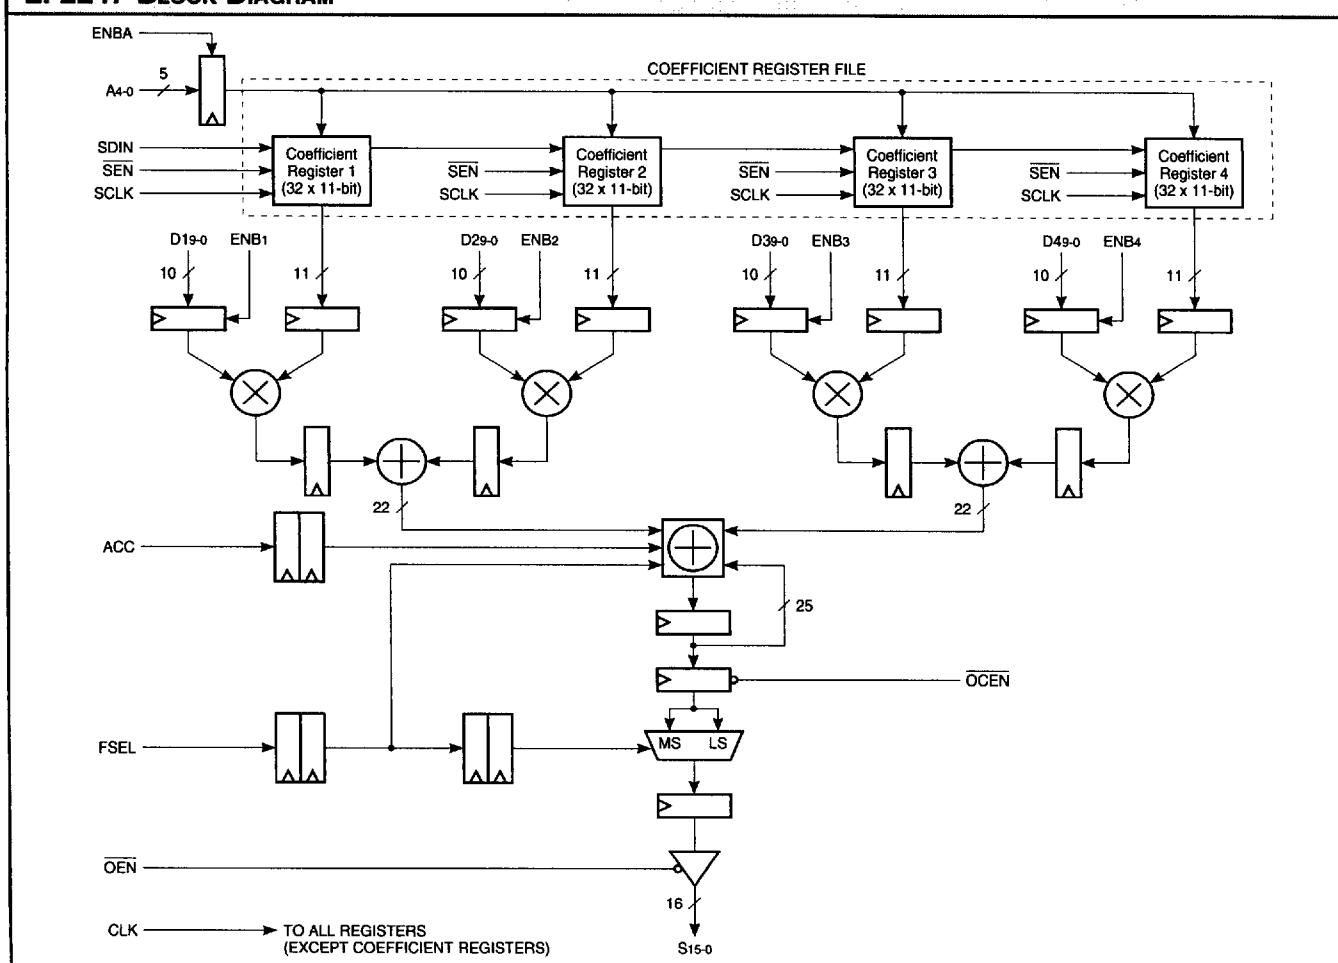 BLOCK DIAGRAM
ENBA
5
A4-0
COEFFICIENT REGISTER FILE
SDIN
SEN
SCLK
Coefficient
Register 1
(32 x 11-bit)
SEN
SCLK
Coefficient
Register 2
(32 x 11-bit)
SEN
SCLK
Coefficient
Register 3
(32 x 11-bit)
SEN
SCLK
Coefficient
Register 4
(32 x 11-bit)
D19-0 ENB1
10 11
D29-0 ENB2
10 11
D39-0 ENB3
10 11
D49-0 ENB4
10 11
22 22
ACC
25
OCEN
FSEL
MS LS
OEN
16
CLK TO ALL REGISTERS
(EXCEPT COEFFICIENT REGISTERS)
S15-0